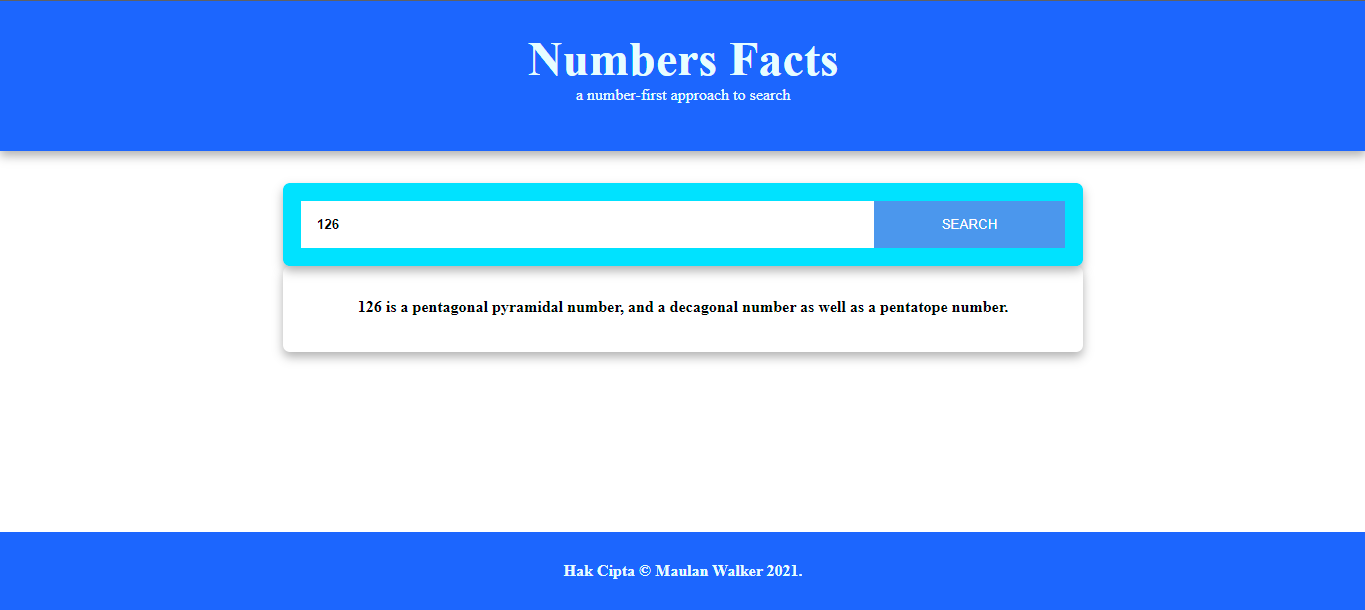 Numbers Facts
a number-first approach to search
126 SEARCH
126 is a pentagonal pyramidal number, and a decagonal number as well as a pentatope number.
Hak Cipta © Maulan Walker 2021.